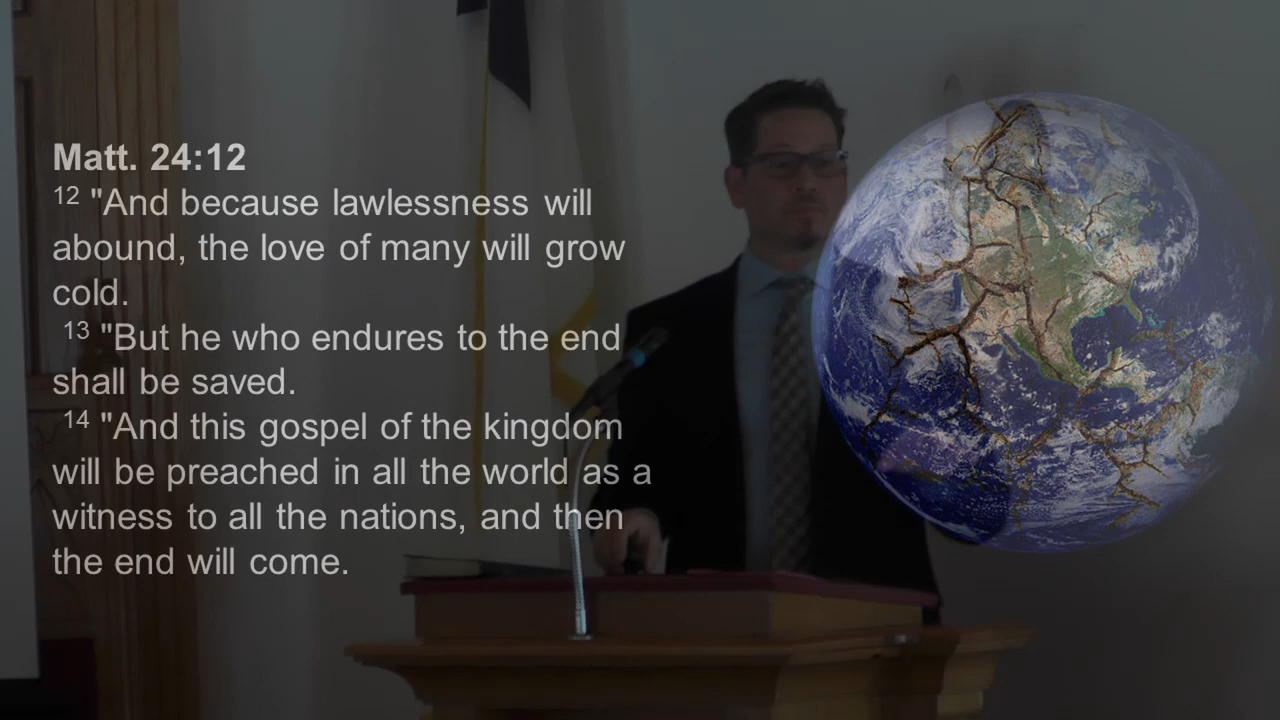 Matt. 24:12
12 "And because lawlessness will
abound, the love of many will grow
cold.
13 "But he who endures to the end
shall be saved.
14 "And this gospel of the kingdom
will be preached in all the world as a
witness to all the nations, and then
the end will come.